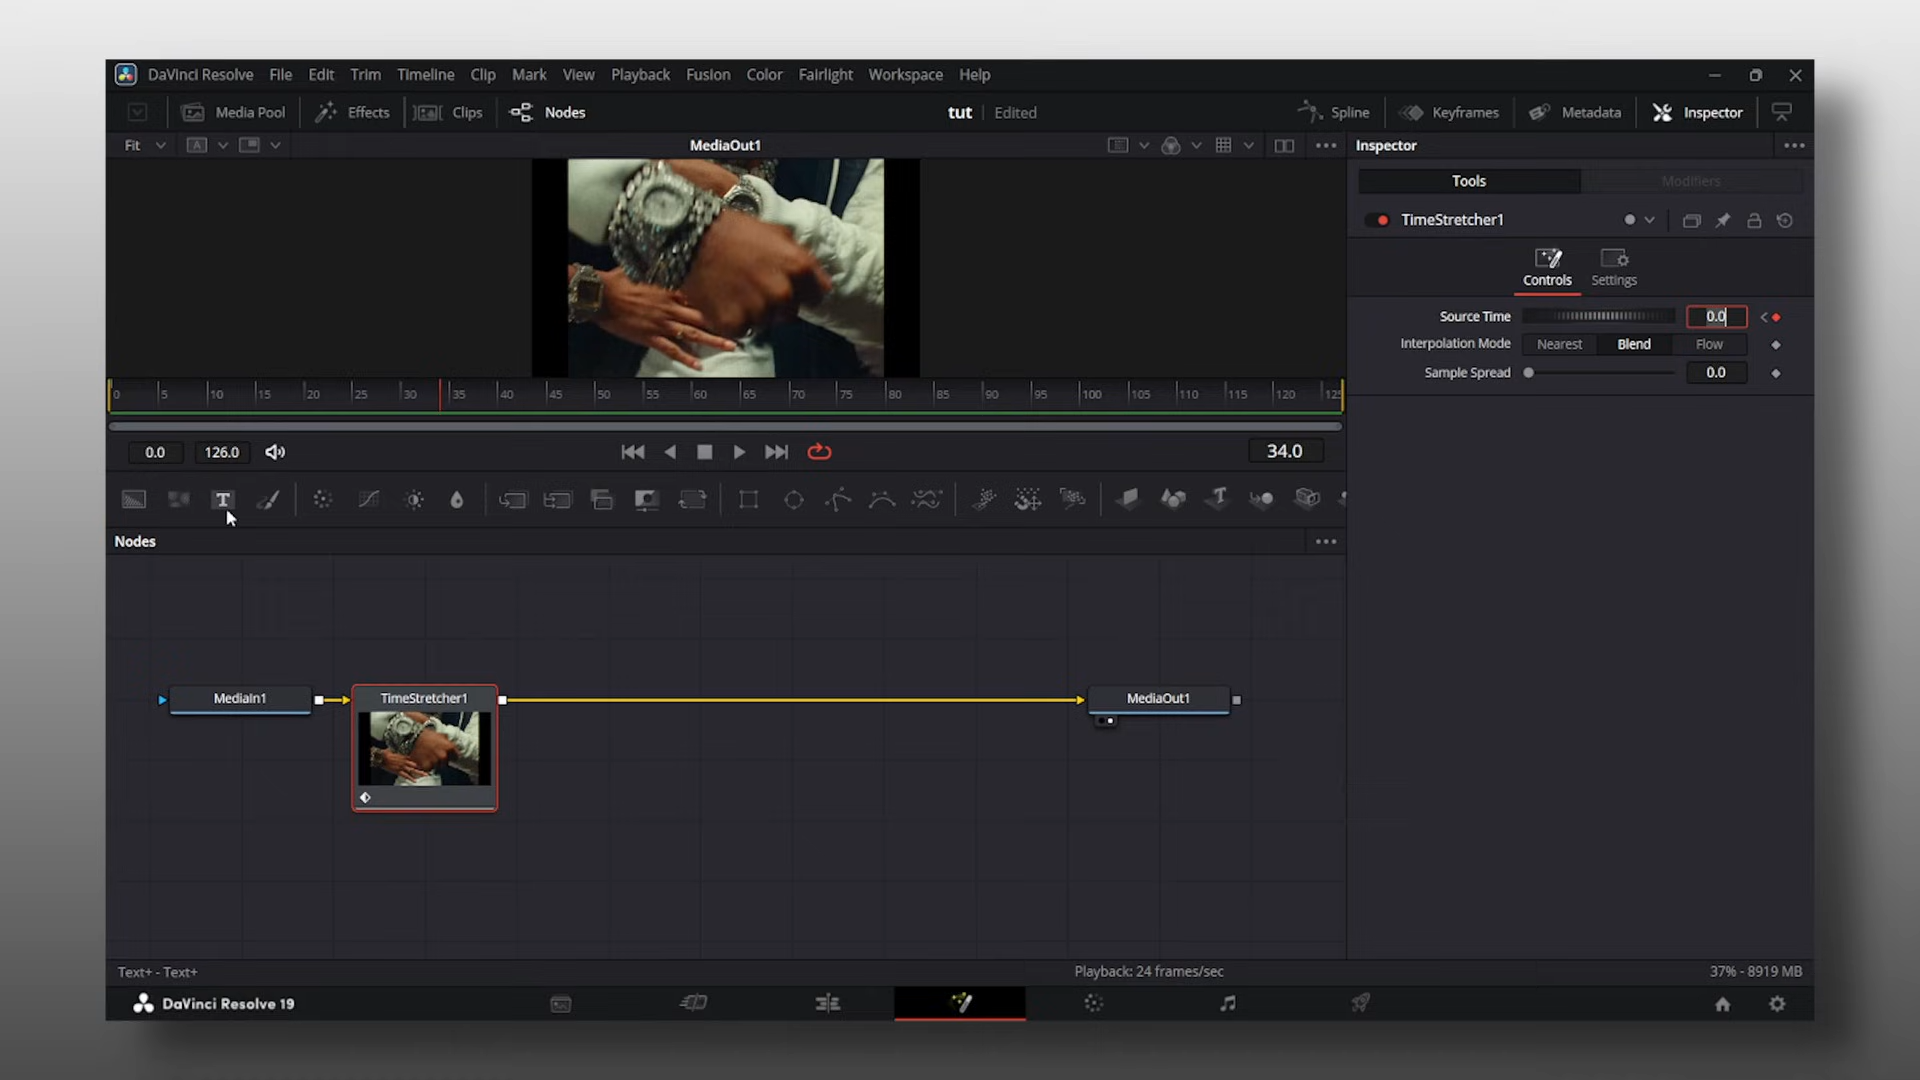 DaVinci Resolve File Edit Trim Timeline Clip Mark View Playback Fusion Color Fairlight Workspace Help
Media Pool Effects Clips Nodes tut Edited Spline Keyframes Metadata Inspector
Fit A MediaOut1 Inspector
Tools Modifiers
TimeStretcher1
Controls Settings
Source Time 0.0
Interpolation Mode Nearest Blend Flow
Sample Spread 0.0
0 5 10 15 20 25 30 35 40 45 50 55 60 65 70 75 80 85 90 95 100 105 110 115 120 125
0.0 126.0 34.0
T
Nodes
MediaIn1 TimeStretcher1 MediaOut1
Text+ - Text+ Playback: 24 frames/sec 37% - 8919 MB
DaVinci Resolve 19